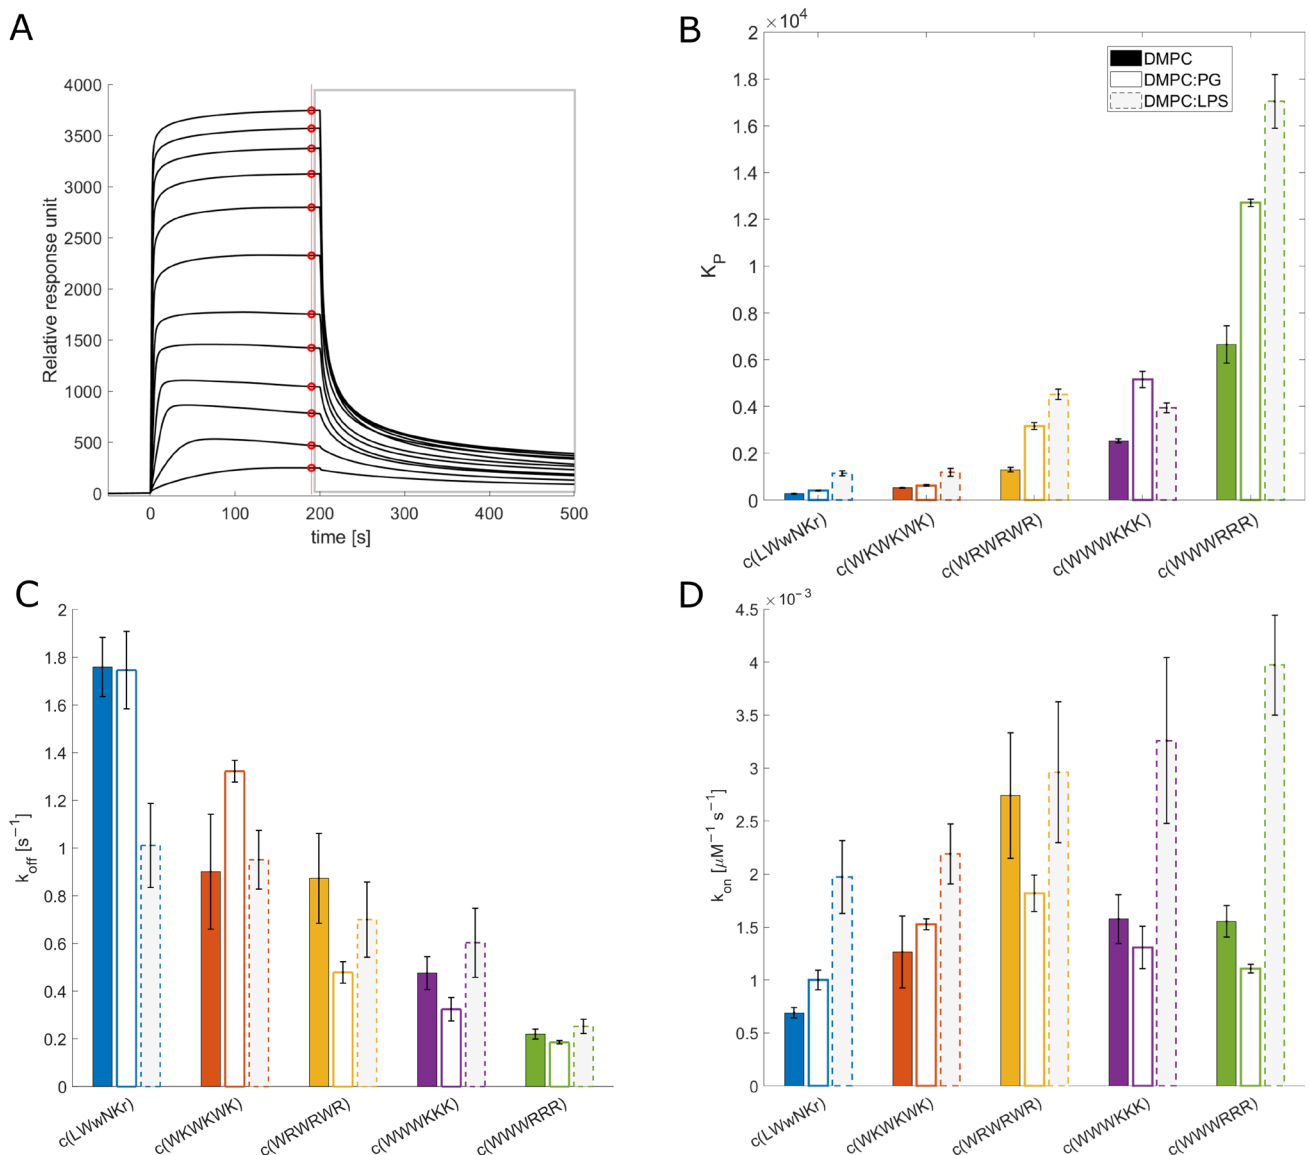 A
4000
3500
3000
2500
2000
1500
1000
500
0
Relative response unit
0 100 200 300 400 500
time [s]
B
×10⁴
2
1.8
1.6
1.4
1.2
1
0.8
0.6
0.4
0.2
0
K_P
DMPC
DMPC:PG
DMPC:LPS
c(LWwNKr)
c(WKWKWK)
c(WRWRWR)
c(WWWKKK)
c(WWWRRR)
C
2
1.8
1.6
1.4
1.2
1
0.8
0.6
0.4
0.2
0
k_off [s⁻¹]
c(LWwNKr)
c(WKWKWK)
c(WRWRWR)
c(WWWKKK)
c(WWWRRR)
D
×10⁻³
4.5
4
3.5
3
2.5
2
1.5
1
0.5
0
k_on [μM⁻¹ s⁻¹]
c(LWwNKr)
c(WKWKWK)
c(WRWRWR)
c(WWWKKK)
c(WWWRRR)